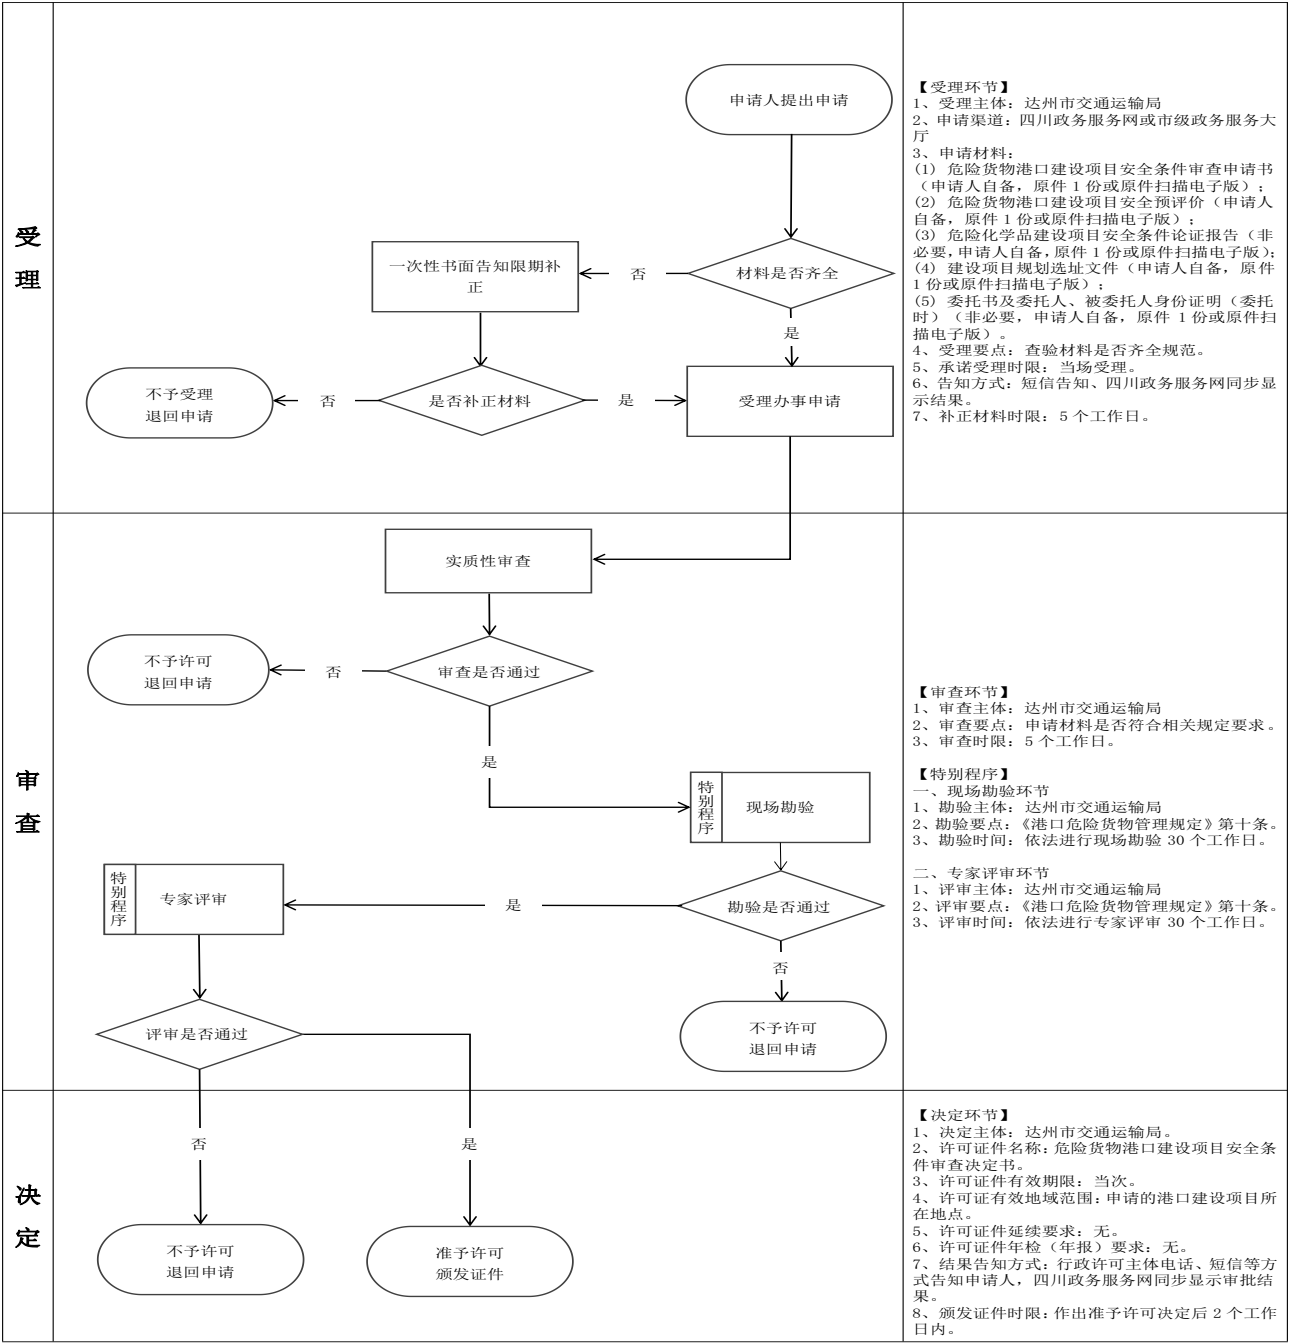 受
理
申请人提出申请
材料是否齐全
否
一次性书面告知限期补
正
是
不予受理
退回申请
否
是否补正材料
是
受理办事申请
【受理环节】
1、受理主体：达州市交通运输局
2、申请渠道：四川政务服务网或市级政务服务大
厅
3、申请材料：
(1) 危险货物港口建设项目安全条件审查申请书
（申请人自备，原件 1 份或原件扫描电子版）；
(2) 危险货物港口建设项目安全预评价（申请人
自备，原件 1 份或原件扫描电子版）；
(3) 危险化学品建设项目安全条件论证报告（非
必要，申请人自备，原件 1 份或原件扫描电子版）；
(4) 建设项目规划选址文件（申请人自备，原件
1 份或原件扫描电子版）；
(5) 委托书及委托人、被委托人身份证明（委托
时）（非必要，申请人自备，原件 1 份或原件扫
描电子版）。
4、受理要点：查验材料是否齐全规范。
5、承诺受理时限：当场受理。
6、告知方式：短信告知、四川政务服务网同步显
示结果。
7、补正材料时限：5 个工作日。
审
查
实质性审查
不予许可
退回申请
否
审查是否通过
是
特别程序
现场勘验
特别程序
专家评审
是
勘验是否通过
否
不予许可
退回申请
评审是否通过
【审查环节】
1、审查主体：达州市交通运输局
2、审查要点：申请材料是否符合相关规定要求。
3、审查时限：5 个工作日。
【特别程序】
一、现场勘验环节
1、勘验主体：达州市交通运输局
2、勘验要点：《港口危险货物管理规定》第十条。
3、勘验时间：依法进行现场勘验 30 个工作日。
二、专家评审环节
1、评审主体：达州市交通运输局
2、评审要点：《港口危险货物管理规定》第十条。
3、评审时间：依法进行专家评审 30 个工作日。
决
定
否
是
不予许可
退回申请
准予许可
颁发证件
【决定环节】
1、决定主体：达州市交通运输局。
2、许可证件名称：危险货物港口建设项目安全条
件审查决定书。
3、许可证件有效期限：当次。
4、许可证有效地域范围：申请的港口建设项目所
在地点。
5、许可证件延续要求：无。
6、许可证件年检（年报）要求：无。
7、结果告知方式：行政许可主体电话、短信等方
式告知申请人，四川政务服务网同步显示审批结
果。
8、颁发证件时限：作出准予许可决定后 2 个工作
日内。